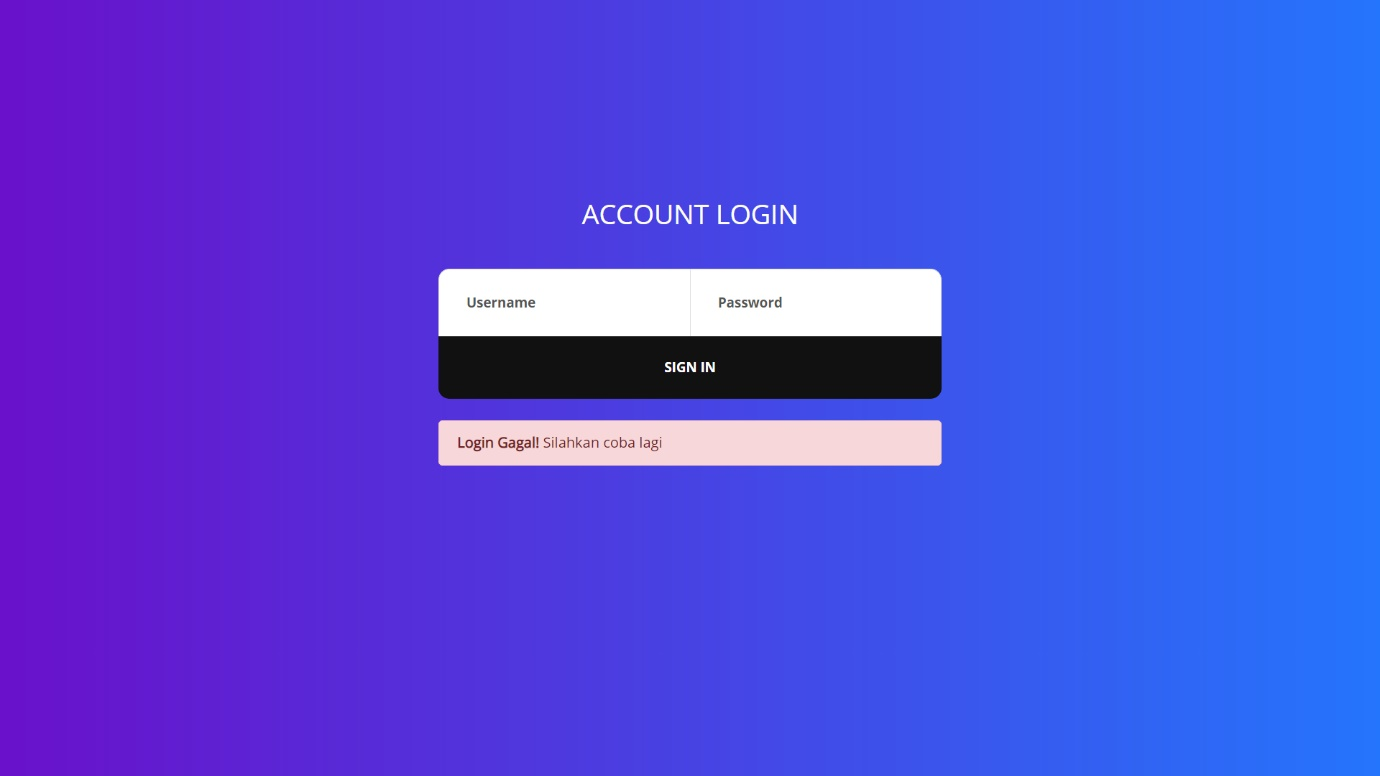 ACCOUNT LOGIN
Username
Password
SIGN IN
Login Gagal! Silahkan coba lagi